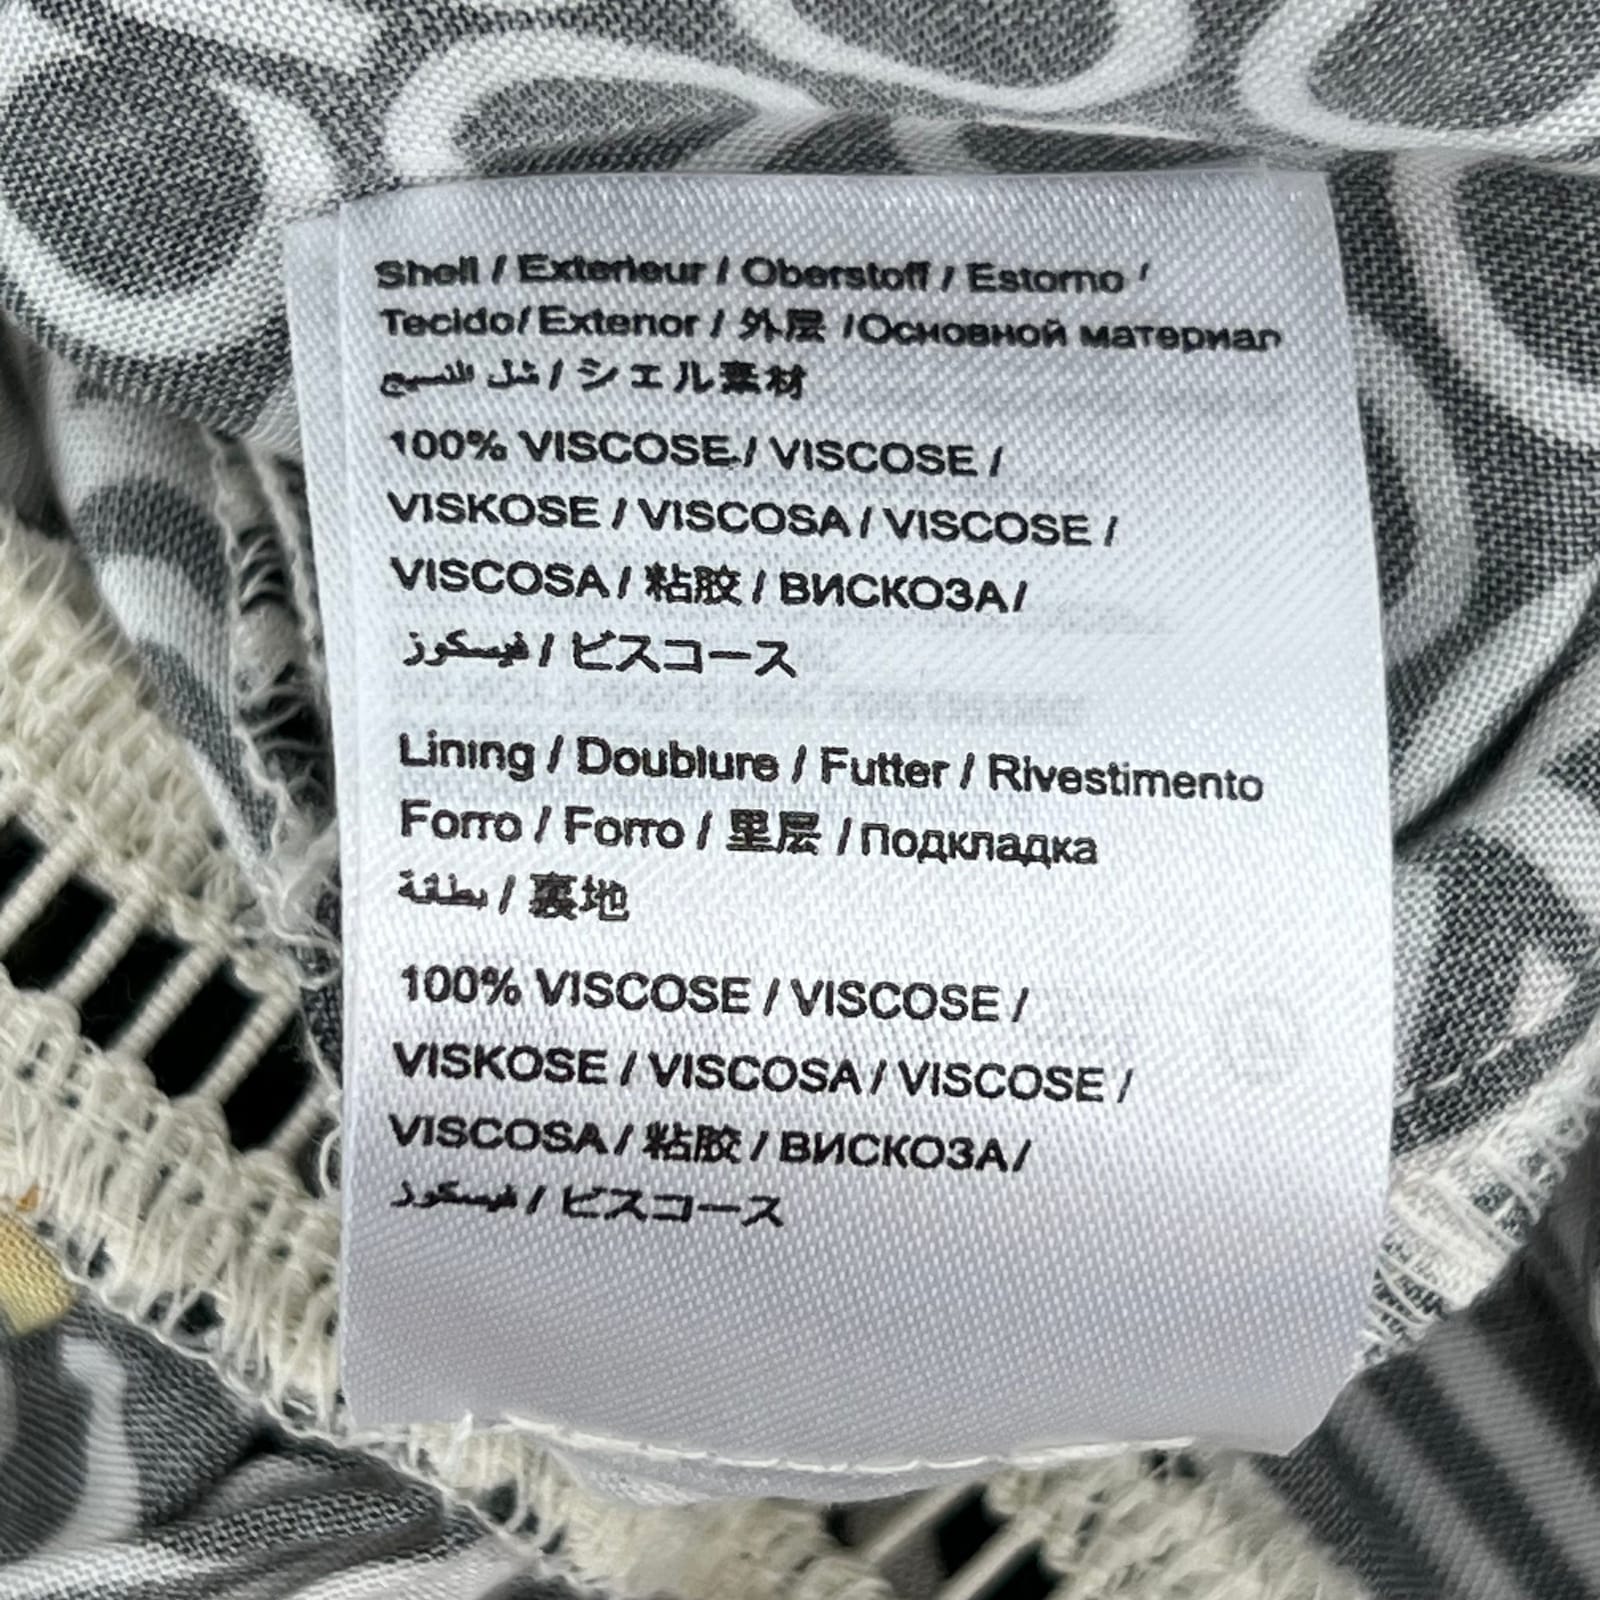 Shell / Exterieur / Oberstoff / Estorno /
Tecido/ Exterior / 外层 /Основной материал
شل النسيج / シェル素材
100% VISCOSE / VISCOSE /
VISKOSE / VISCOSA / VISCOSE /
VISCOSA / 粘胶 / ВИСКОЗА/
فيسكوز / ビスコース
Lining / Doublure / Futter / Rivestimento
Forro / Forro / 里层 /Подкладка
بطانة / 裏地
100% VISCOSE / VISCOSE /
VISKOSE / VISCOSA / VISCOSE /
VISCOSA / 粘胶 / ВИСКОЗА/
فيسكوز / ビスコース